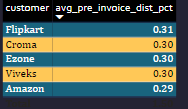 customer avg_pre_invoice_dist_pct
Flipkart 0.31
Croma 0.30
Ezone 0.30
Viveks 0.30
Amazon 0.29